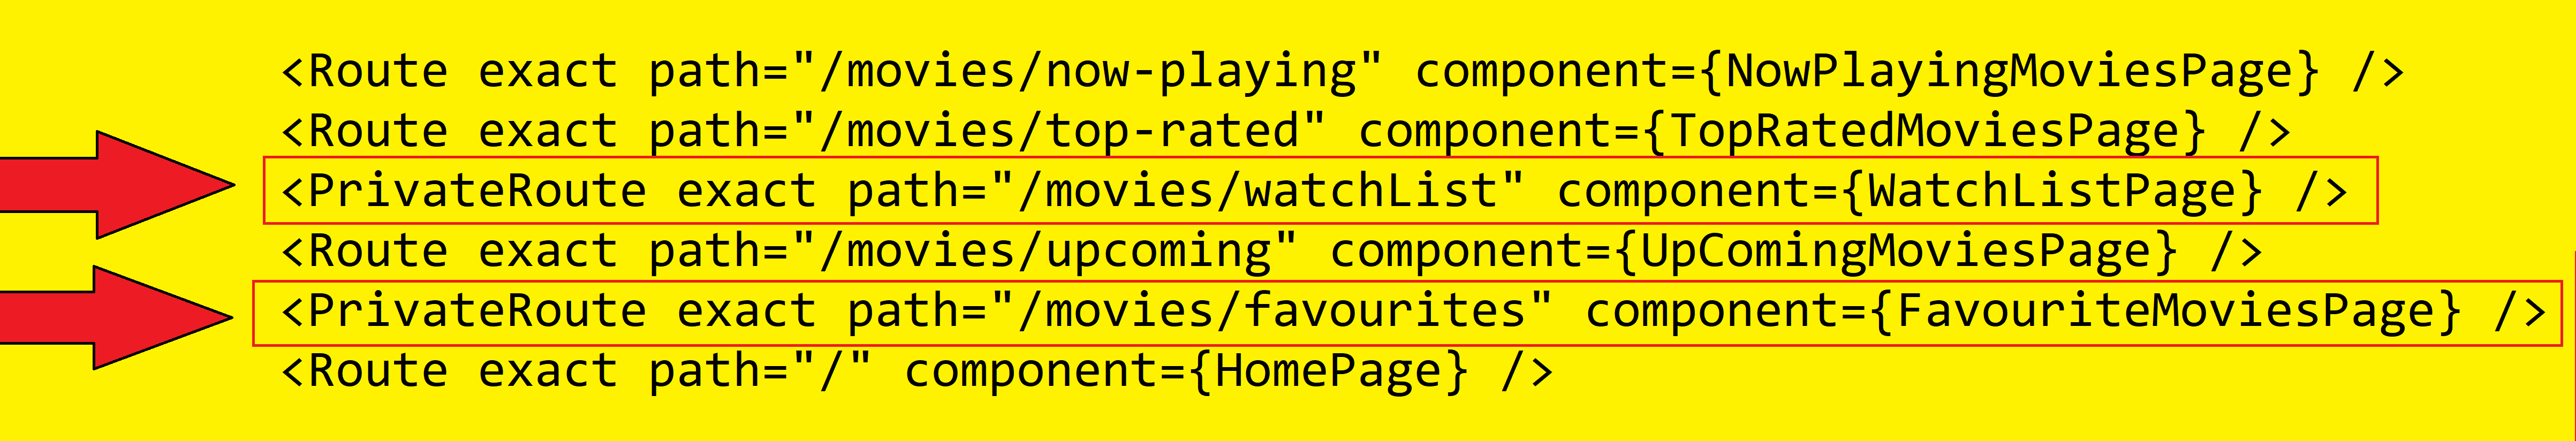 <Route exact path="/movies/now-playing" component={NowPlayingMoviesPage} />
<Route exact path="/movies/top-rated" component={TopRatedMoviesPage} />
<PrivateRoute exact path="/movies/watchList" component={WatchListPage} />
<Route exact path="/movies/upcoming" component={UpComingMoviesPage} />
<PrivateRoute exact path="/movies/favourites" component={FavouriteMoviesPage} />
<Route exact path="/" component={HomePage} />